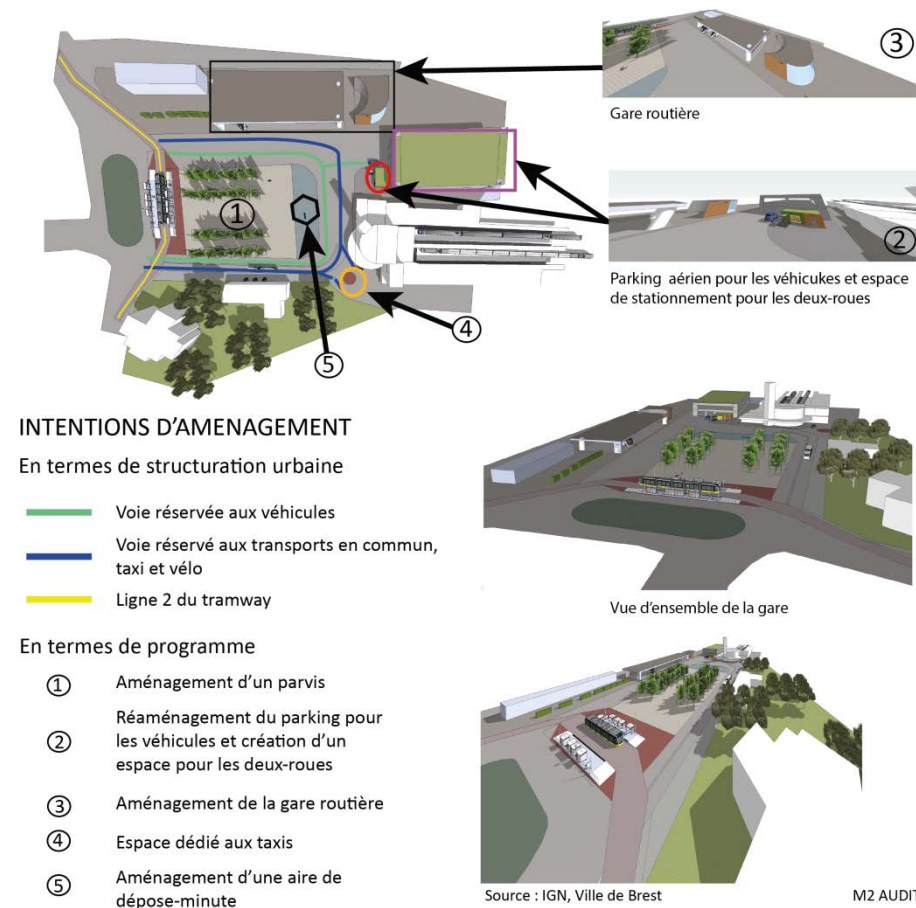 ③
Gare routière
①
②
Parking aérien pour les véhicukes et espace
de stationnement pour les deux-roues
④
⑤
INTENTIONS D'AMENAGEMENT
En termes de structuration urbaine
Voie réservée aux véhicules
Voie réservé aux transports en commun,
taxi et vélo
Ligne 2 du tramway
Vue d'ensemble de la gare
En termes de programme
① Aménagement d'un parvis
② Réaménagement du parking pour
les véhicules et création d'un
espace pour les deux-roues
③ Aménagement de la gare routière
④ Espace dédié aux taxis
⑤ Aménagement d'une aire de
dépose-minute
Source : IGN, Ville de Brest
M2 AUDIT